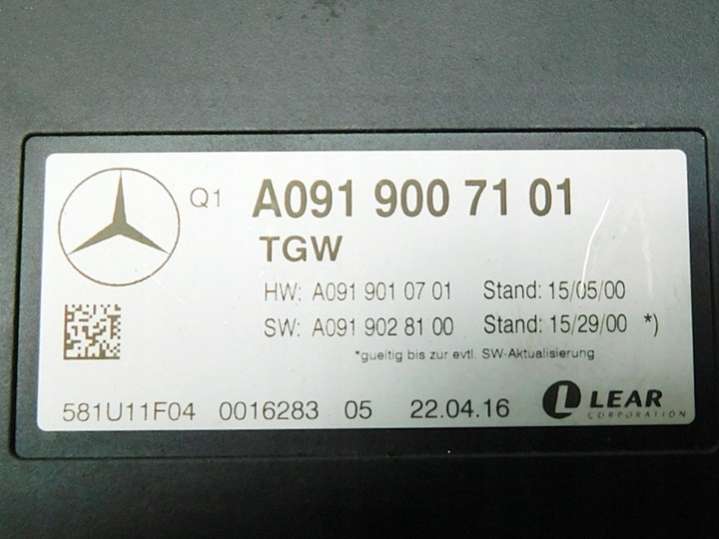 Q1 A091 900 71 01
TGW
HW: A091 901 07 01 Stand: 15/05/00
SW: A091 902 81 00 Stand: 15/29/00 *)
*gueitig bis zur evtl. SW-Aktualisierung
581U11F04 0016283 05 22.04.16 LEAR
CORPORATION